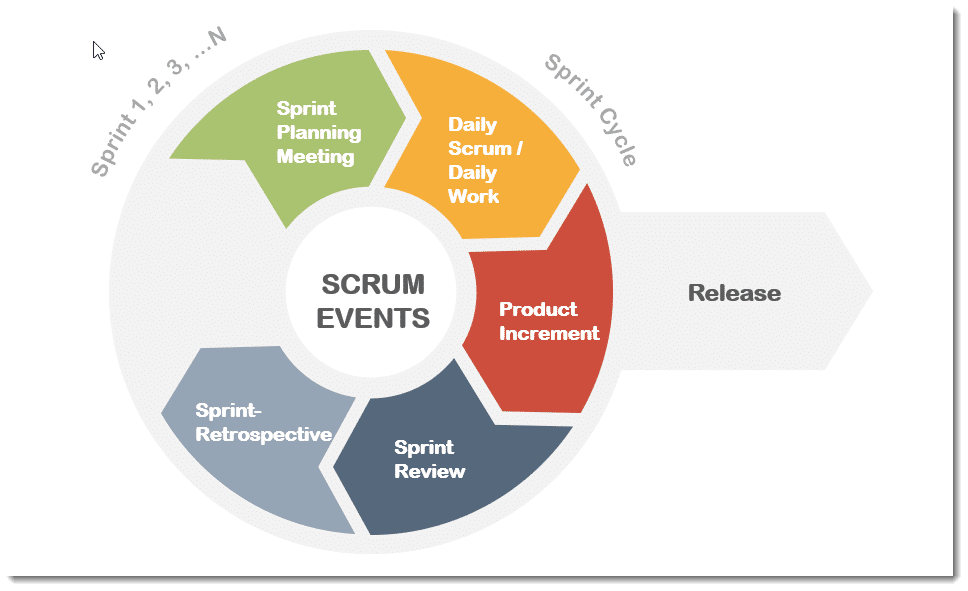 Sprint 1, 2, 3, ...N
Sprint Cycle
Sprint
Planning
Meeting
Daily
Scrum /
Daily
Work
Product
Increment
Release
SCRUM
EVENTS
Sprint-
Retrospective
Sprint
Review